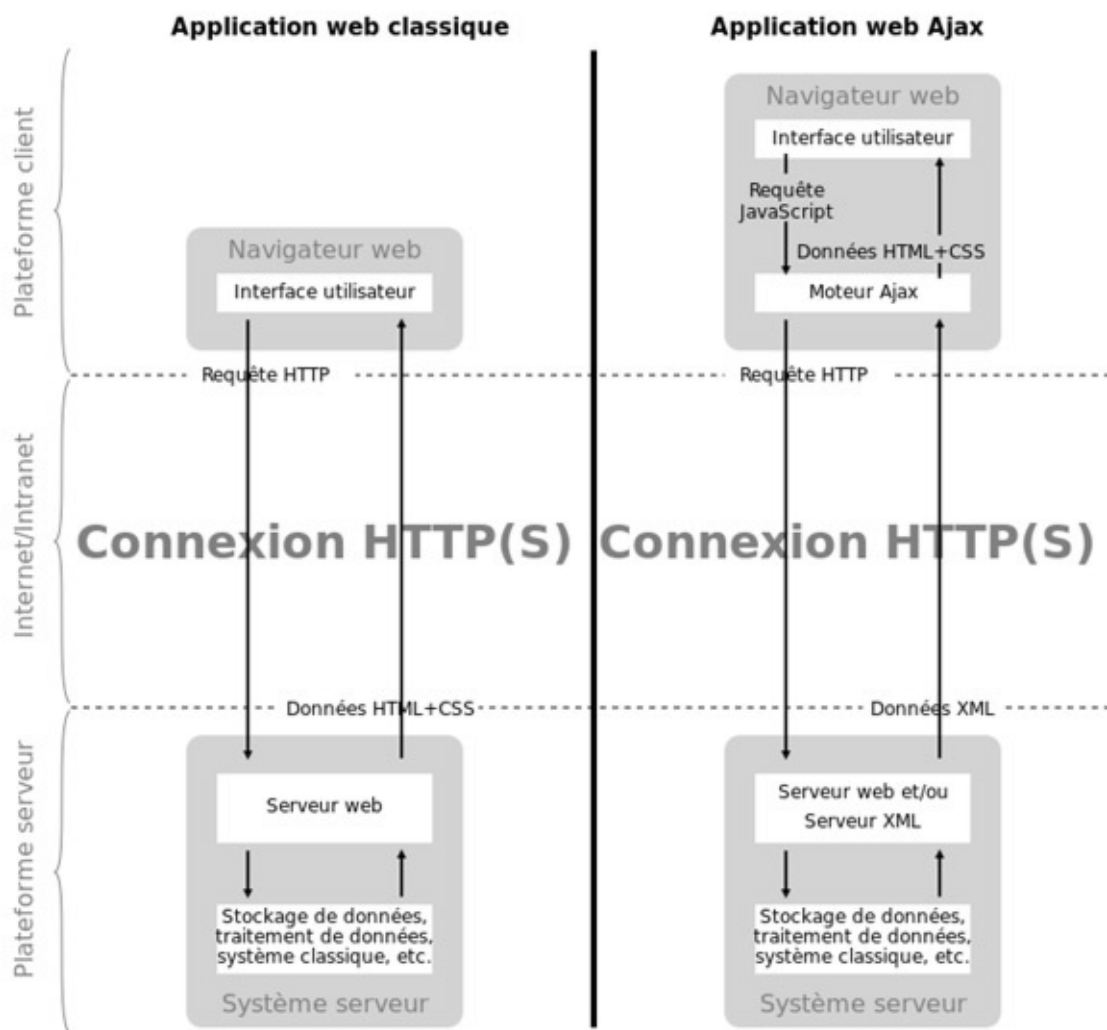 Application web classique
Application web Ajax
Plateforme client
Navigateur web
Interface utilisateur
Requête
JavaScript
Données HTML+CSS
Moteur Ajax
Navigateur web
Interface utilisateur
Requête HTTP
Requête HTTP
Internet/Intranet
Connexion HTTP(S)
Connexion HTTP(S)
Données HTML+CSS
Données XML
Plateforme serveur
Serveur web
Stockage de données,
traitement de données,
système classique, etc.
Système serveur
Serveur web et/ou
Serveur XML
Stockage de données,
traitement de données,
système classique, etc.
Système serveur